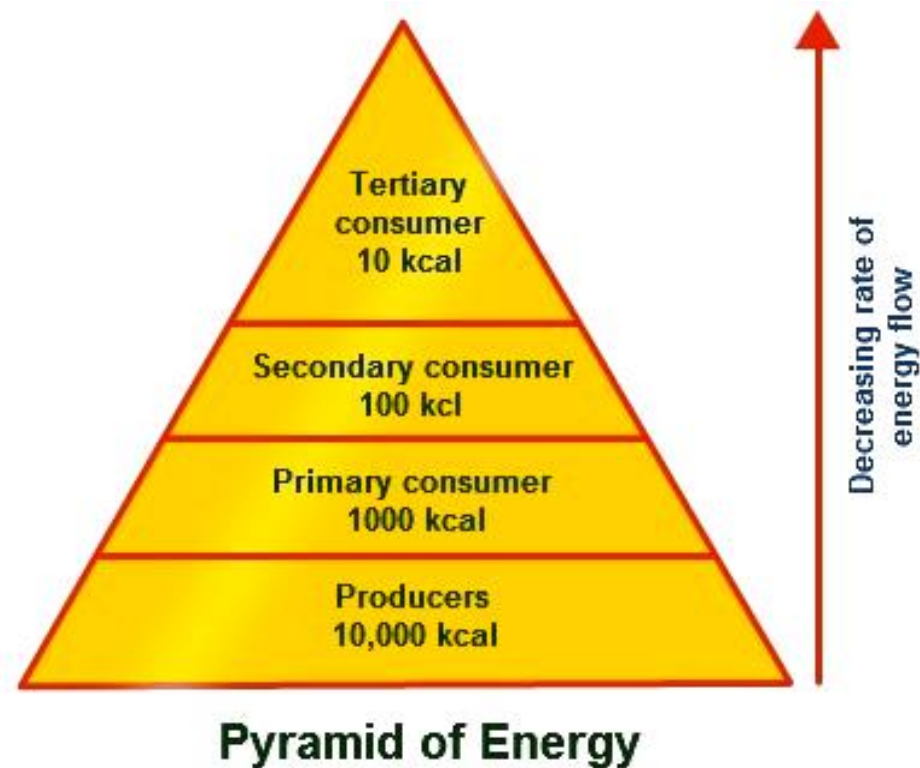 Tertiary
consumer
10 kcal
Secondary consumer
100 kcl
Primary consumer
1000 kcal
Producers
10,000 kcal
Decreasing rate of
energy flow
Pyramid of Energy